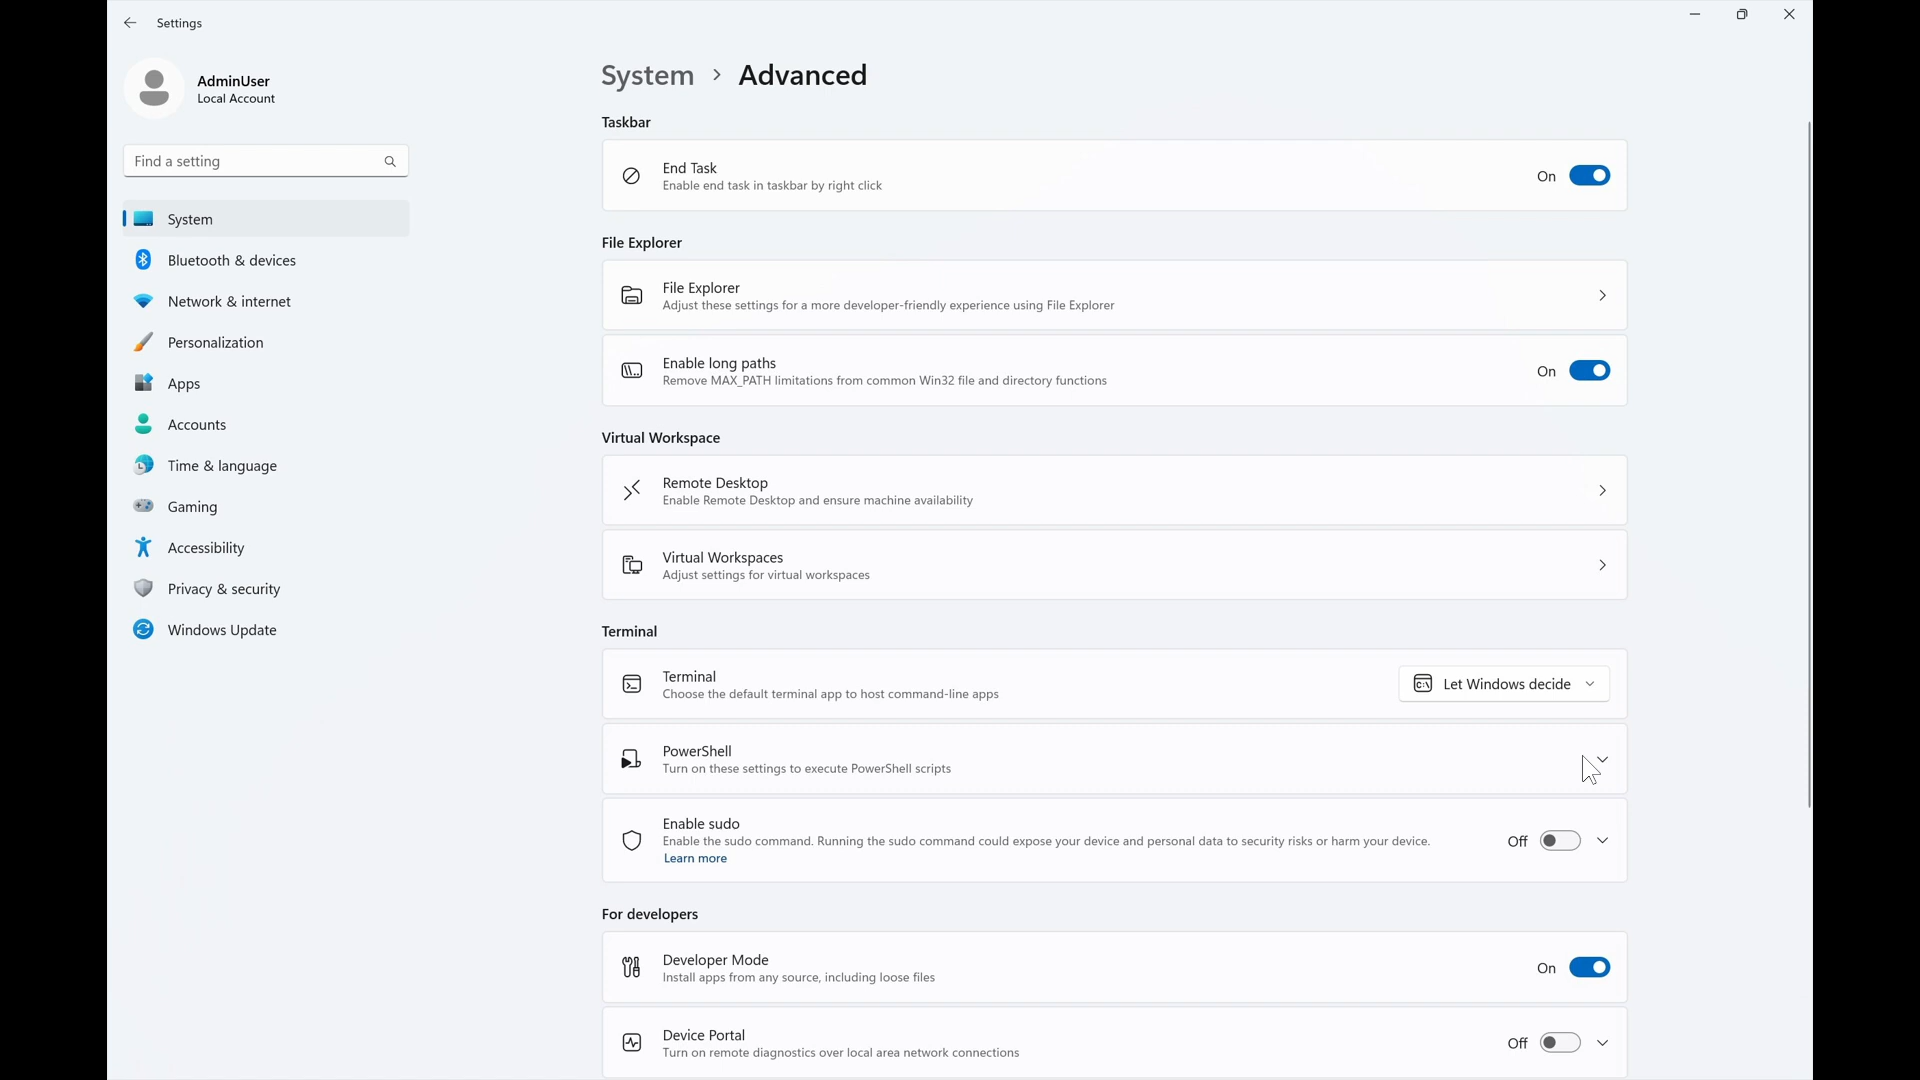 Settings
AdminUser
Local Account
Find a setting
System
Bluetooth & devices
Network & internet
Personalization
Apps
Accounts
Time & language
Gaming
Accessibility
Privacy & security
Windows Update
System > Advanced
Taskbar
End Task
Enable end task in taskbar by right click
On
File Explorer
File Explorer
Adjust these settings for a more developer-friendly experience using File Explorer
Enable long paths
Remove MAX_PATH limitations from common Win32 file and directory functions
On
Virtual Workspace
Remote Desktop
Enable Remote Desktop and ensure machine availability
Virtual Workspaces
Adjust settings for virtual workspaces
Terminal
Terminal
Choose the default terminal app to host command-line apps
Let Windows decide
PowerShell
Turn on these settings to execute PowerShell scripts
Enable sudo
Enable the sudo command. Running the sudo command could expose your device and personal data to security risks or harm your device.
Learn more
Off
For developers
Developer Mode
Install apps from any source, including loose files
On
Device Portal
Turn on remote diagnostics over local area network connections
Off